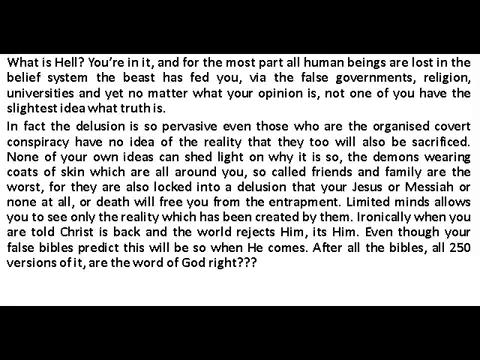 What is Hell? You're in it, and for the most part all human beings are lost in the
belief system the beast has fed you, via the false governments, religion,
universities and yet no matter what your opinion is, not one of you have the
slightest idea what truth is.
In fact the delusion is so pervasive even those who are the organised covert
conspiracy have no idea of the reality that they too will also be sacrificed.
None of your own ideas can shed light on why it is so, the demons wearing
coats of skin which are all around you, so called friends and family are the
worst, for they are also locked into a delusion that your Jesus or Messiah or
none at all, or death will free you from the entrapment. Limited minds allows
you to see only the reality which has been created by them. Ironically when you
are told Christ is back and the world rejects Him, its Him. Even though your
false bibles predict this will be so when He comes. After all the bibles, all 250
versions of it, are the word of God right???